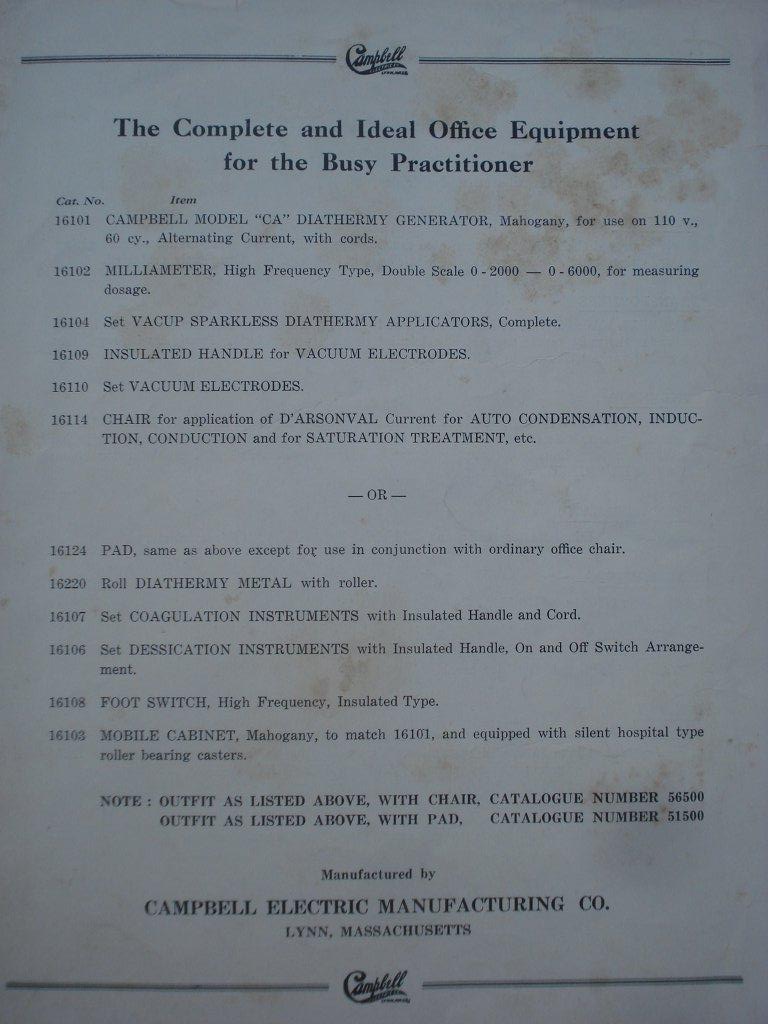 Campbell
The Complete and Ideal Office Equipment
for the Busy Practitioner
Cat. No. Item
16101 CAMPBELL MODEL "CA" DIATHERMY GENERATOR, Mahogany, for use on 110 v.,
60 cy., Alternating Current, with cords.
16102 MILLIAMETER, High Frequency Type, Double Scale 0 - 2000 — 0 - 6000, for measuring
dosage.
16104 Set VACUP SPARKLESS DIATHERMY APPLICATORS, Complete.
16109 INSULATED HANDLE for VACUUM ELECTRODES.
16110 Set VACUUM ELECTRODES.
16114 CHAIR for application of D'ARSONVAL Current for AUTO CONDENSATION, INDUC-
TION, CONDUCTION and for SATURATION TREATMENT, etc.
— OR —
16124 PAD, same as above except for use in conjunction with ordinary office chair.
16220 Roll DIATHERMY METAL with roller.
16107 Set COAGULATION INSTRUMENTS with Insulated Handle and Cord.
16106 Set DESSICATION INSTRUMENTS with Insulated Handle, On and Off Switch Arrange-
ment.
16108 FOOT SWITCH, High Frequency, Insulated Type.
16103 MOBILE CABINET, Mahogany, to match 16101, and equipped with silent hospital type
roller bearing casters.
NOTE : OUTFIT AS LISTED ABOVE, WITH CHAIR, CATALOGUE NUMBER 56500
OUTFIT AS LISTED ABOVE, WITH PAD, CATALOGUE NUMBER 51500
Manufactured by
CAMPBELL ELECTRIC MANUFACTURING CO.
LYNN, MASSACHUSETTS
Campbell